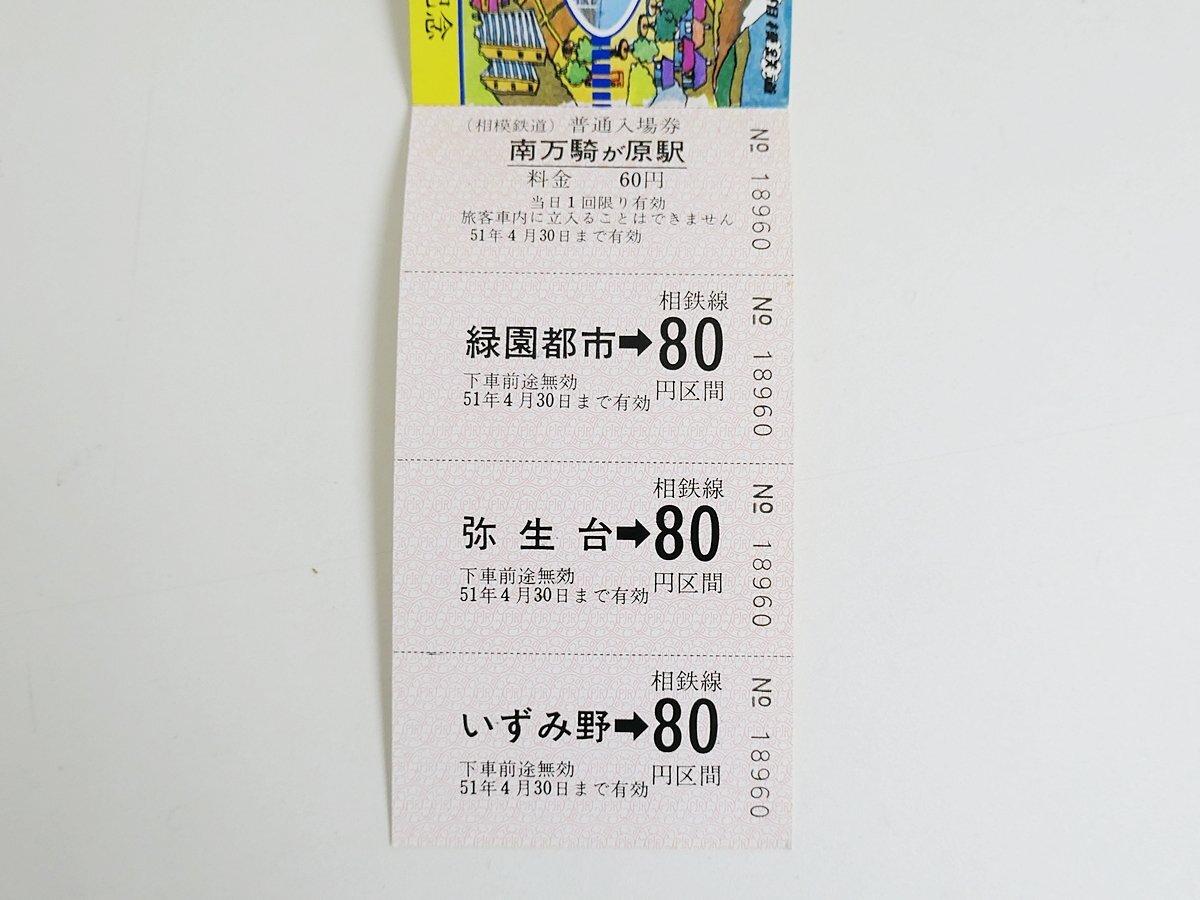 念
相模鉄道
（相模鉄道）普通入場券
南万騎が原駅
料金 60円
当日1回限り有効
旅客車内に立入ることはできません
51年4月30日まで有効
No 18960
相鉄線
緑園都市➡80
円区間
下車前途無効
51年4月30日まで有効
No 18960
相鉄線
弥生台➡80
円区間
下車前途無効
51年4月30日まで有効
No 18960
相鉄線
いずみ野➡80
円区間
下車前途無効
51年4月30日まで有効
No 18960